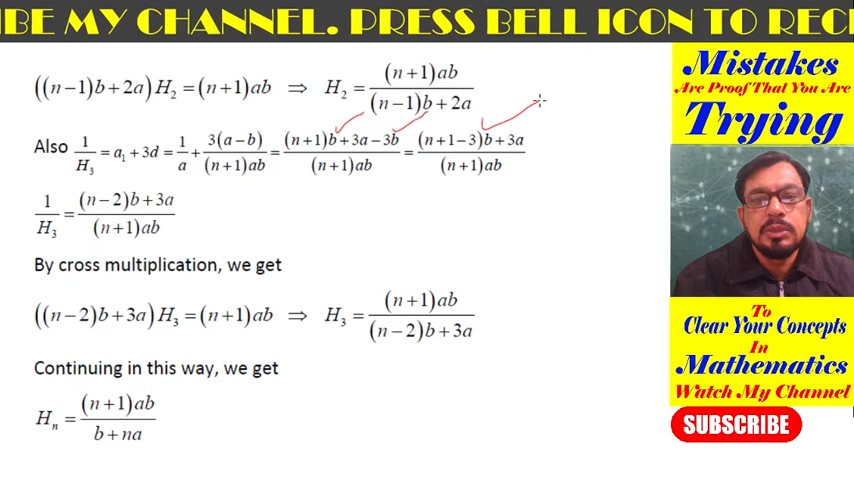 BE MY CHANNEL. PRESS BELL ICON TO REC
((n−1)b+2a)H₂=(n+1)ab ⇒ H₂ = (n+1)ab / (n−1)b+2a
Also 1/H₃ = a₁+3d = 1/a + 3(a−b)/(n+1)ab = (n+1)b+3a−3b/(n+1)ab = (n+1−3)b+3a/(n+1)ab
1/H₃ = (n−2)b+3a/(n+1)ab
By cross multiplication, we get
((n−2)b+3a)H₃=(n+1)ab ⇒ H₃ = (n+1)ab / (n−2)b+3a
Continuing in this way, we get
Hₙ = (n+1)ab / b+na
Mistakes
Are Proof That You Are
Trying
To
Clear Your Concepts
In
Mathematics
Watch My Channel
SUBSCRIBE